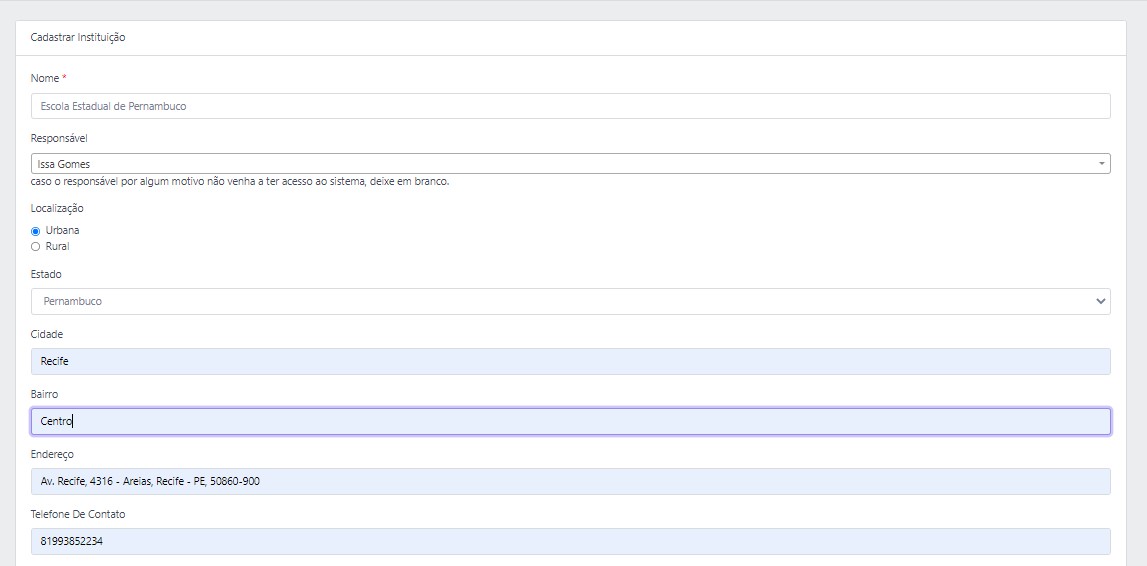 Cadastrar Instituição
Nome *
Escola Estadual de Pernambuco
Responsável
Issa Gomes
caso o responsável por algum motivo não venha a ter acesso ao sistema, deixe em branco.
Localização
Urbana
Rural
Estado
Pernambuco
Cidade
Recife
Bairro
Centro
Endereço
Av. Recife, 4316 - Areias, Recife - PE, 50860-900
Telefone De Contato
81993852234